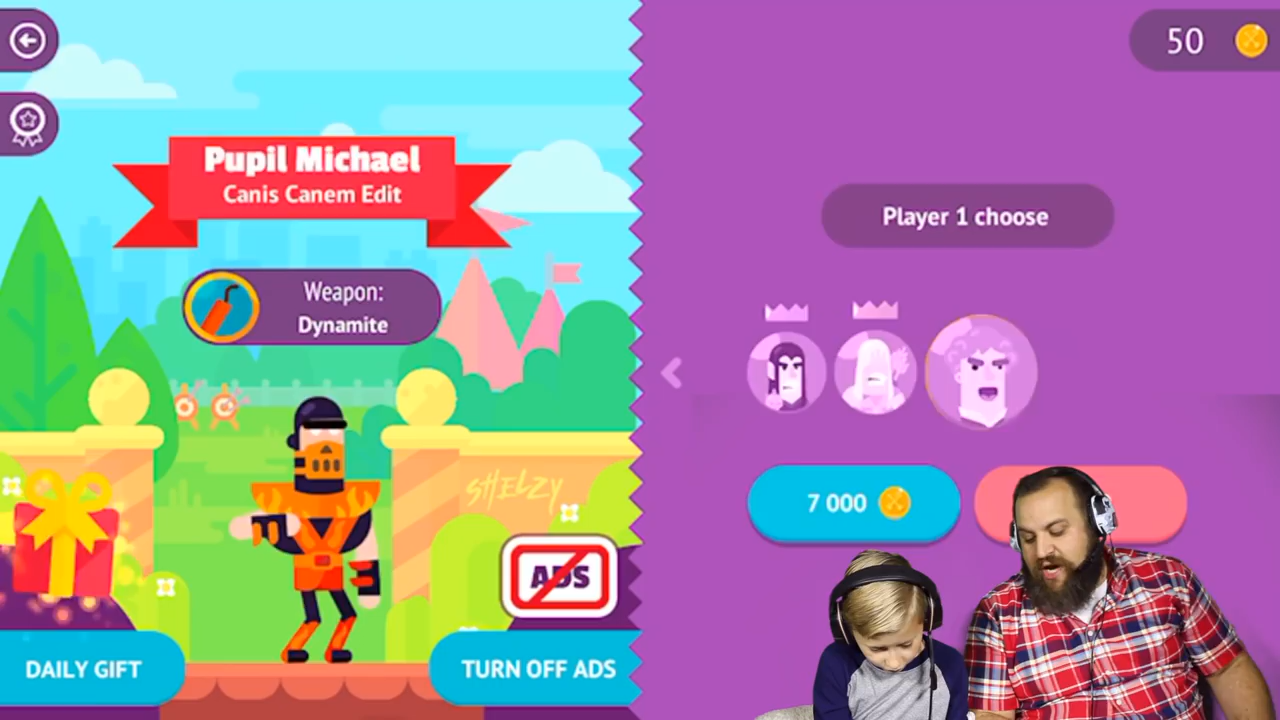 50
Pupil Michael
Canis Canem Edit
Player 1 choose
Weapon:
Dynamite
SHELZY
7 000
ADS
DAILY GIFT
TURN OFF ADS